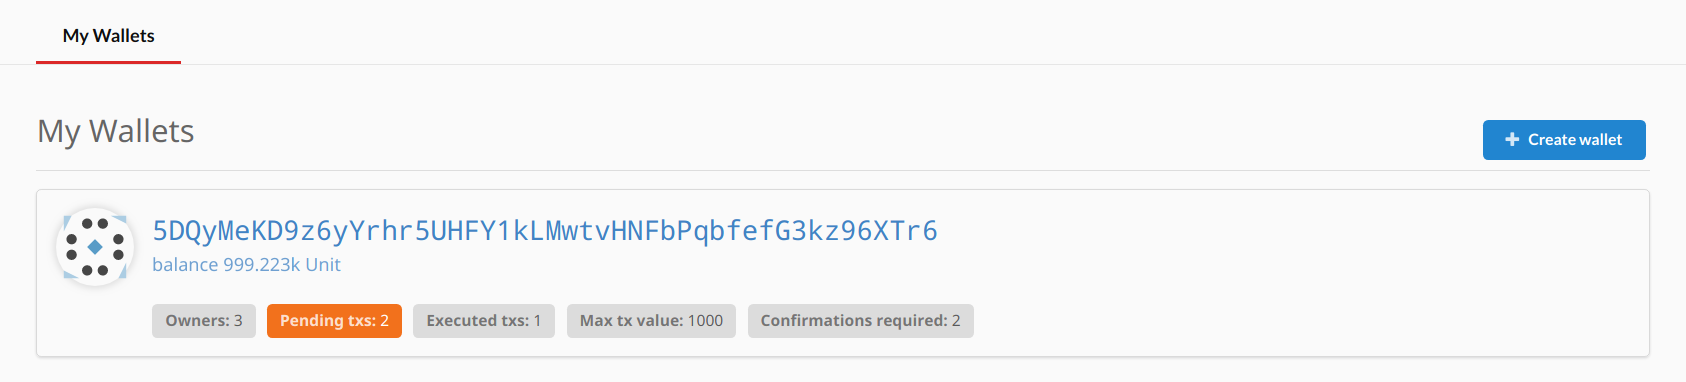 My Wallets
My Wallets
Create wallet
5DQyMeKD9z6yYrhr5UHFY1kLMwtvHNFbPqbfefG3kz96XTr6
balance 999.223k Unit
Owners: 3 Pending txs: 2 Executed txs: 1 Max tx value: 1000 Confirmations required: 2